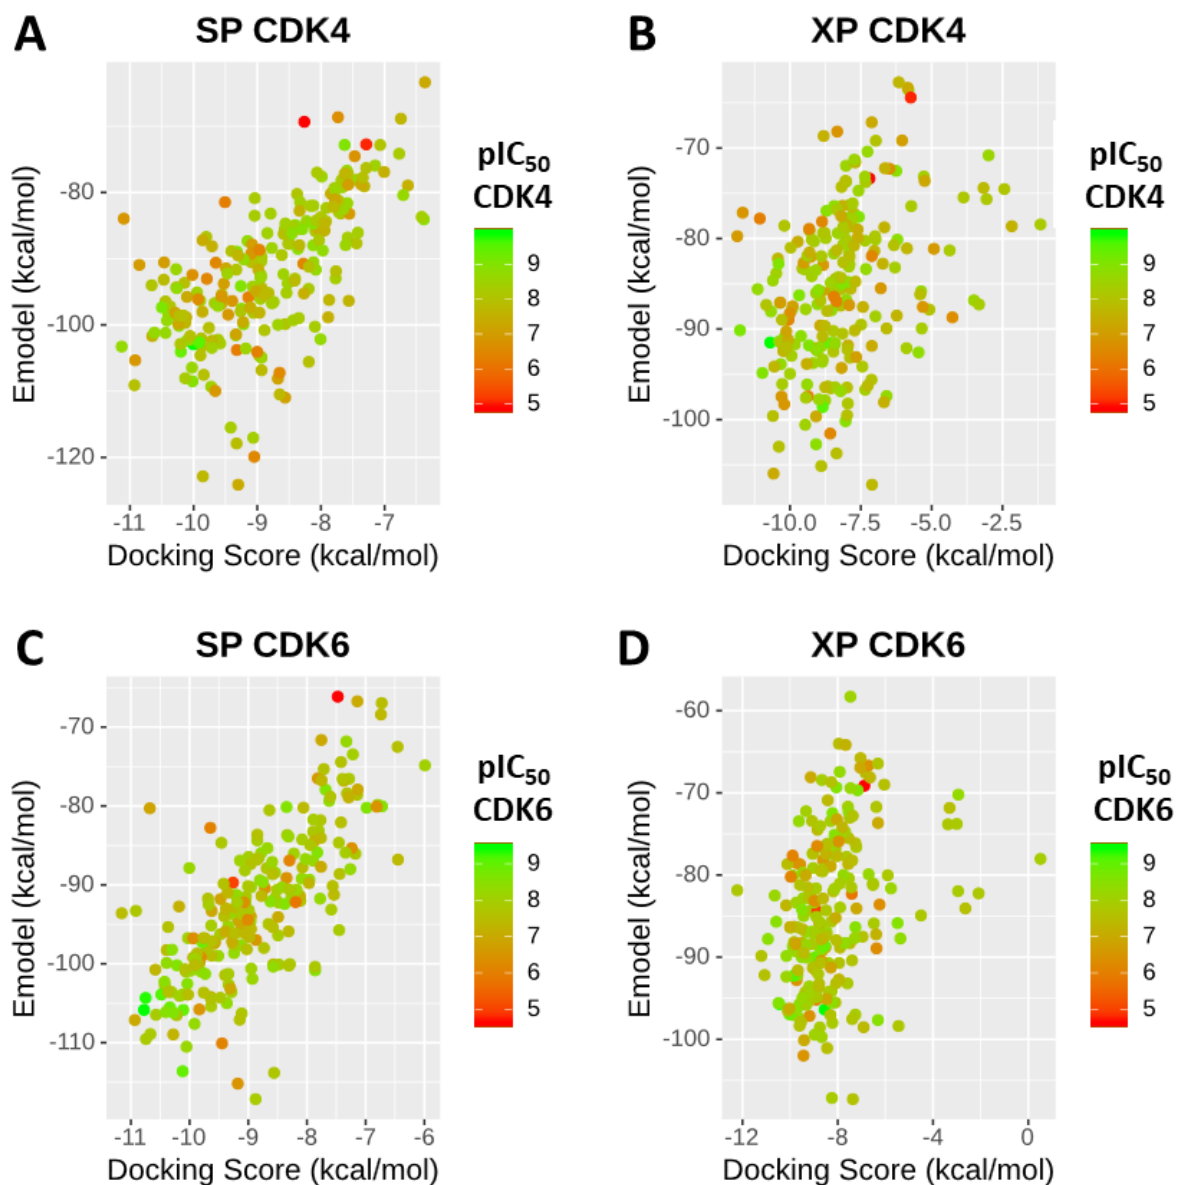 A
SP CDK4
Emodel (kcal/mol)
-80
-100
-120
-11 -10 -9 -8 -7
Docking Score (kcal/mol)
pIC50
CDK4
9
8
7
6
5
B
XP CDK4
Emodel (kcal/mol)
-70
-80
-90
-100
-10.0 -7.5 -5.0 -2.5
Docking Score (kcal/mol)
pIC50
CDK4
9
8
7
6
5
C
SP CDK6
Emodel (kcal/mol)
-70
-80
-90
-100
-110
-11 -10 -9 -8 -7 -6
Docking Score (kcal/mol)
pIC50
CDK6
9
8
7
6
5
D
XP CDK6
Emodel (kcal/mol)
-60
-70
-80
-90
-100
-12 -8 -4 0
Docking Score (kcal/mol)
pIC50
CDK6
9
8
7
6
5